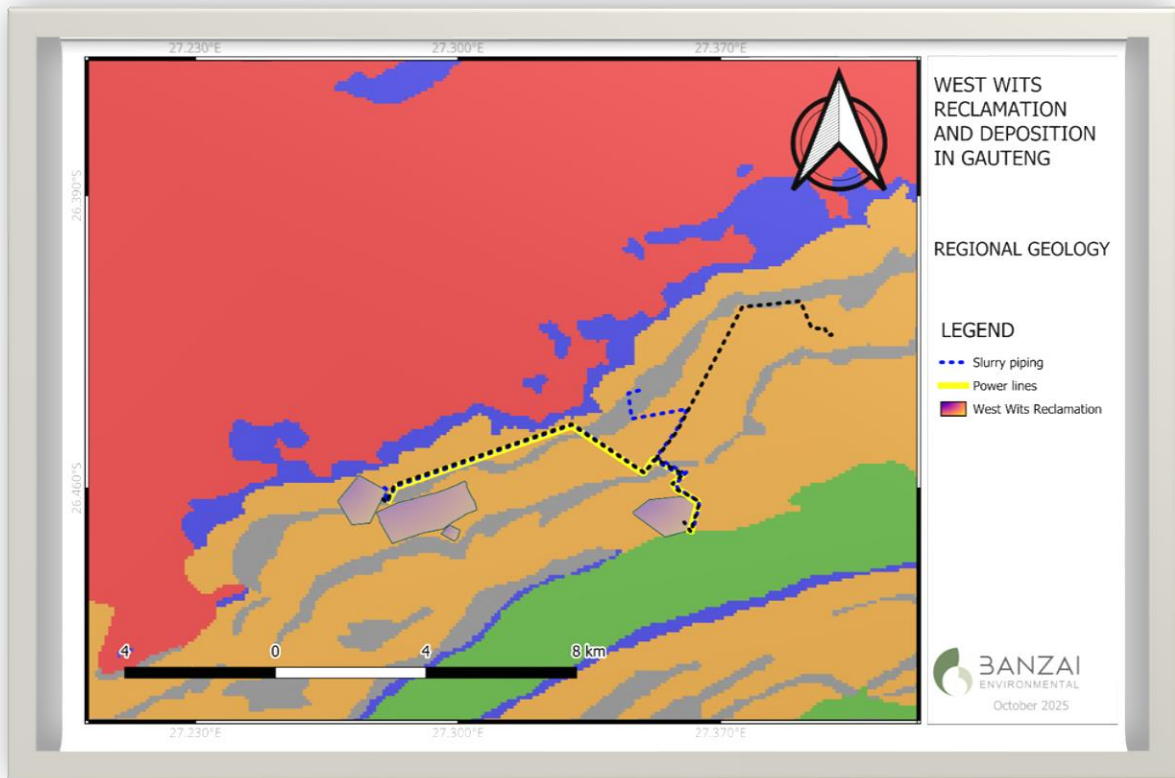 27.230°E 27.300°E 27.370°E
26.390°S
26.460°S
4 0 4 8 km
27.230°E 27.300°E 27.370°E
WEST WITS
RECLAMATION
AND DEPOSITION
IN GAUTENG
REGIONAL GEOLOGY
LEGEND
Slurry piping
Power lines
West Wits Reclamation
BANZAI
ENVIRONMENTAL
October 2025